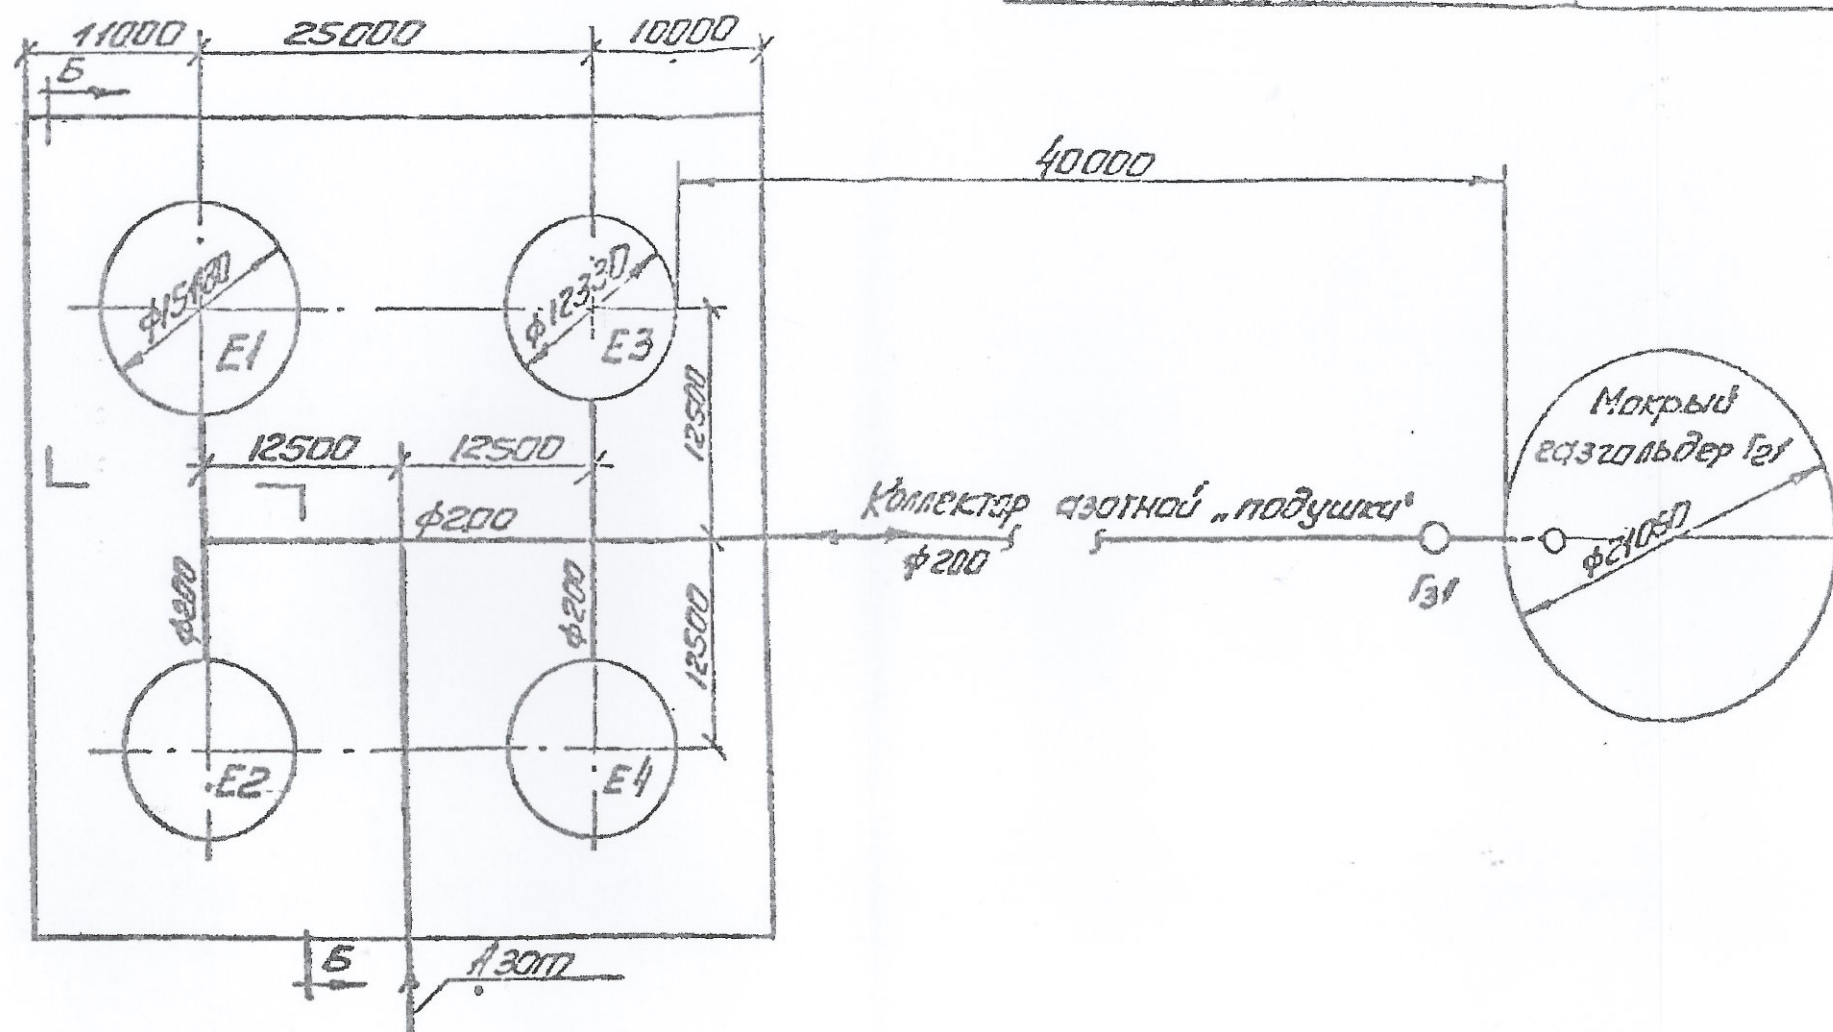 11000 25000 10000
Б
40000
ф15180
ф12330
Е1
Е3
12500
Мокрый
газгольдер Г21
12500 12500
ф200
Коллектор азотной „подушки“
ф200
Г31
ф21050
ф200
ф200
12500
Е2
Е4
Б
Азот